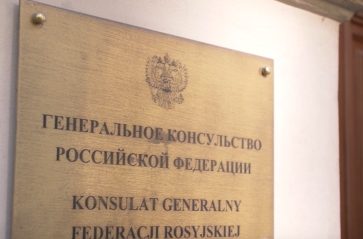 ГЕНЕРАЛЬНОЕ КОНСУЛЬСТВО
РОССИЙСКОЙ ФЕДЕРАЦИИ
KONSULAT GENERALNY
FEDERACJI ROSYJSKIEJ